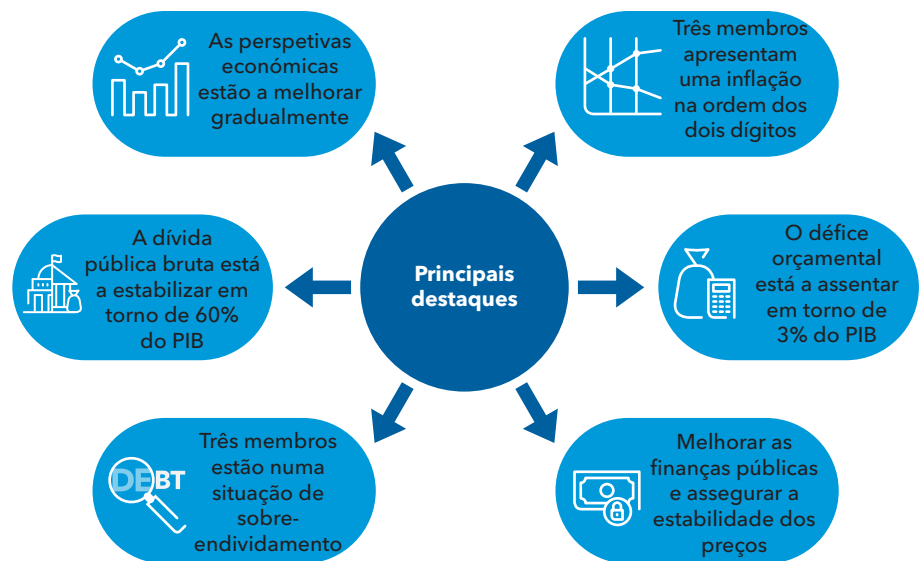 As perspetivas
económicas
estão a melhorar
gradualmente
Três membros
apresentam
uma inflação
na ordem dos
dois dígitos
A dívida
pública bruta está
a estabilizar em
torno de 60%
do PIB
Principais
destaques
O défice
orçamental
está a assentar
em torno de
3% do PIB
DEBT
Três membros
estão numa
situação de
sobre-
endividamento
Melhorar as
finanças públicas
e assegurar a
estabilidade dos
preços